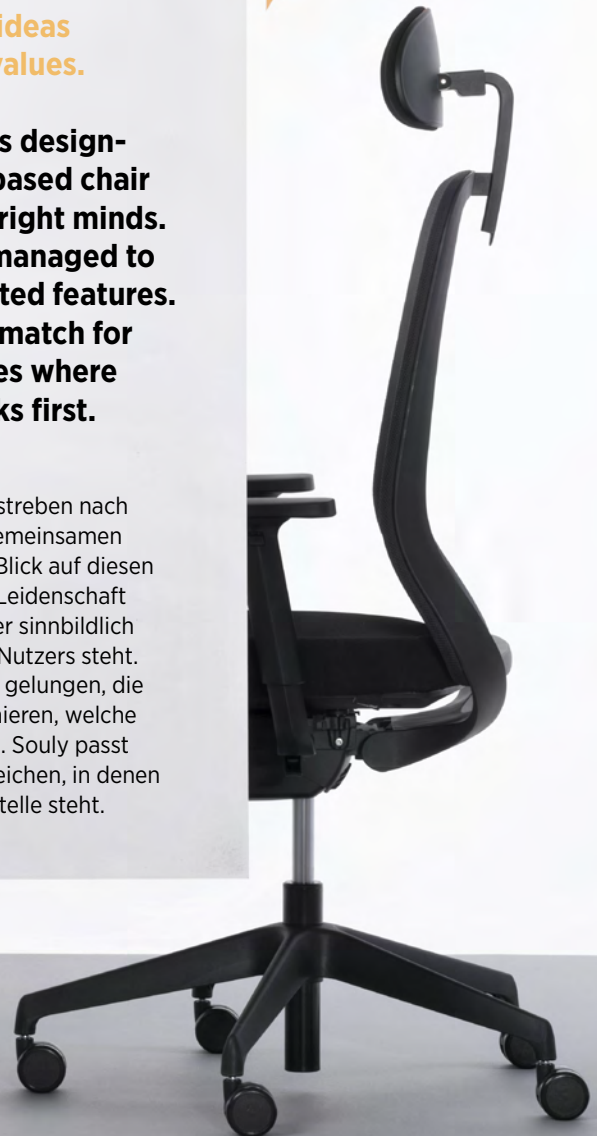 ideas
values.
s design-
based chair
right minds.
managed to
ted features.
match for
es where
ks first.
streben nach
emeinsamen
Blick auf diesen
Leidenschaft
er sinnbildlich
Nutzers steht.
gelungen, die
ieren, welche
. Souly passt
eichen, in denen
telle steht.